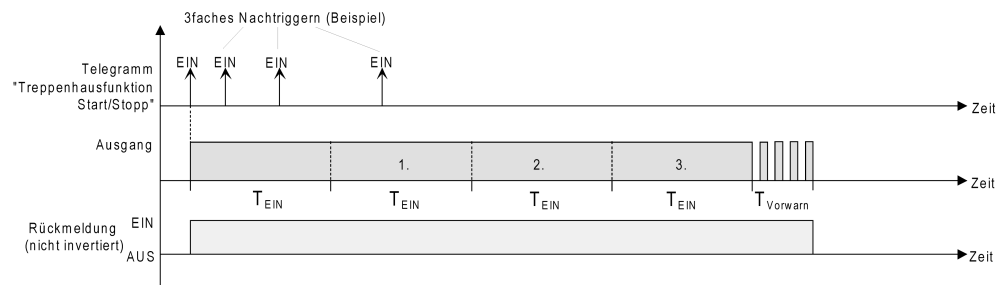 3faches Nachtriggern (Beispiel)
EIN EIN EIN EIN
Telegramm
"Treppenhausfunktion
Start/Stopp"
Zeit
Ausgang
1. 2. 3.
Zeit
T EIN T EIN T EIN T EIN T Vorwarn
EIN
Rückmeldung
(nicht invertiert)
AUS
Zeit